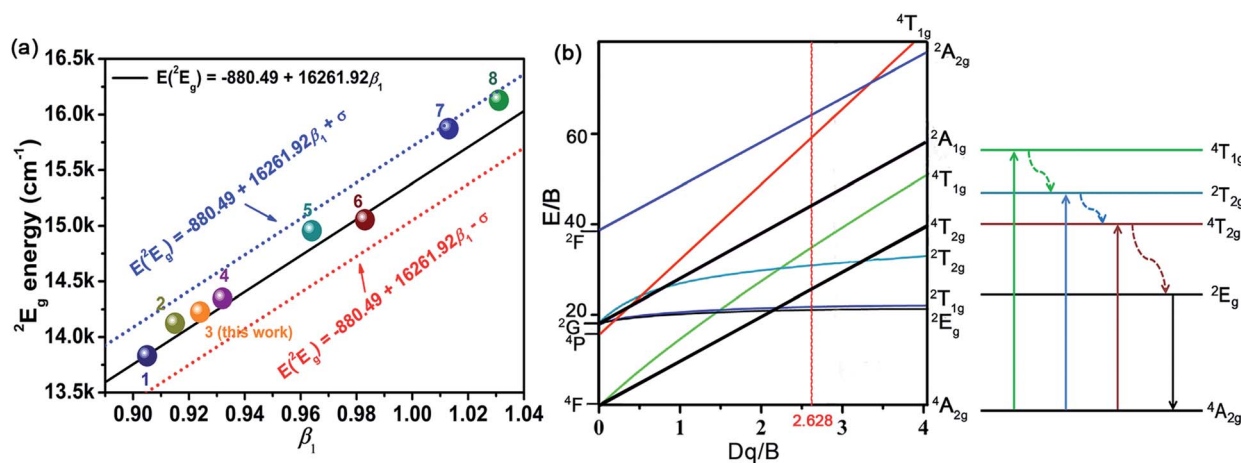 (a)
16.5k
16.0k
15.5k
15.0k
14.5k
14.0k
13.5k
²E_g energy (cm⁻¹)
E(²E_g) = -880.49 + 16261.92β₁
E(²E_g) = -880.49 + 16261.92β₁ + σ
E(²E_g) = -880.49 + 16261.92β₁ - σ
1
2
3 (this work)
4
5
6
7
8
0.90 0.92 0.94 0.96 0.98 1.00 1.02 1.04
β₁
(b)
E/B
60
40
20
²F
²G
⁴P
⁴F
0 1 2 3 4
2.628
Dq/B
⁴T₁g
²A₂g
²A₁g
⁴T₁g
⁴T₂g
²T₂g
²T₁g
²E_g
⁴A₂g
⁴T₁g
²T₂g
⁴T₂g
²E_g
⁴A₂g